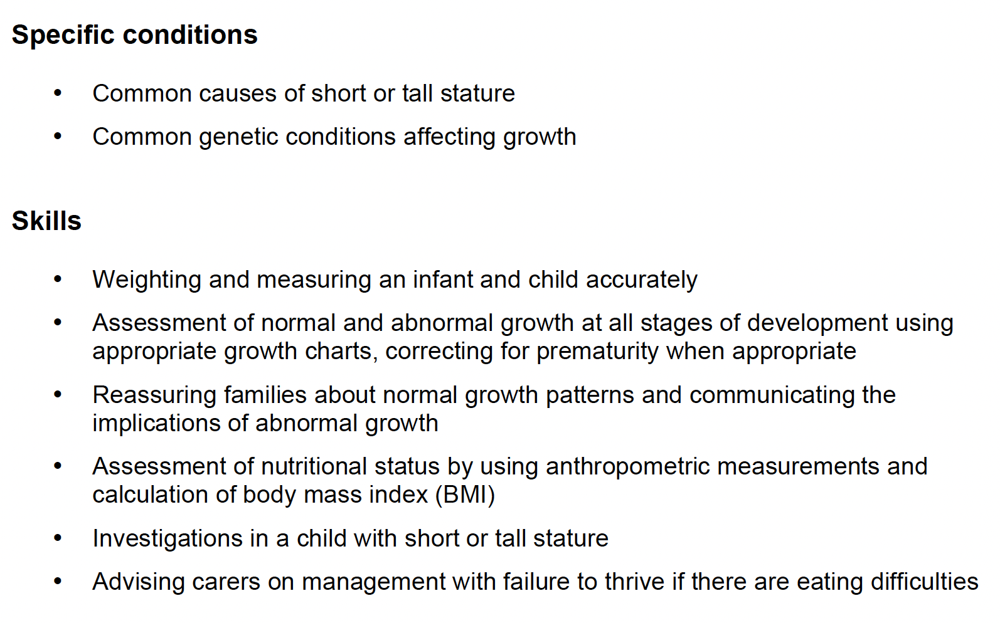 Specific conditions
• Common causes of short or tall stature
• Common genetic conditions affecting growth
Skills
• Weighting and measuring an infant and child accurately
• Assessment of normal and abnormal growth at all stages of development using
appropriate growth charts, correcting for prematurity when appropriate
• Reassuring families about normal growth patterns and communicating the
implications of abnormal growth
• Assessment of nutritional status by using anthropometric measurements and
calculation of body mass index (BMI)
• Investigations in a child with short or tall stature
• Advising carers on management with failure to thrive if there are eating difficulties